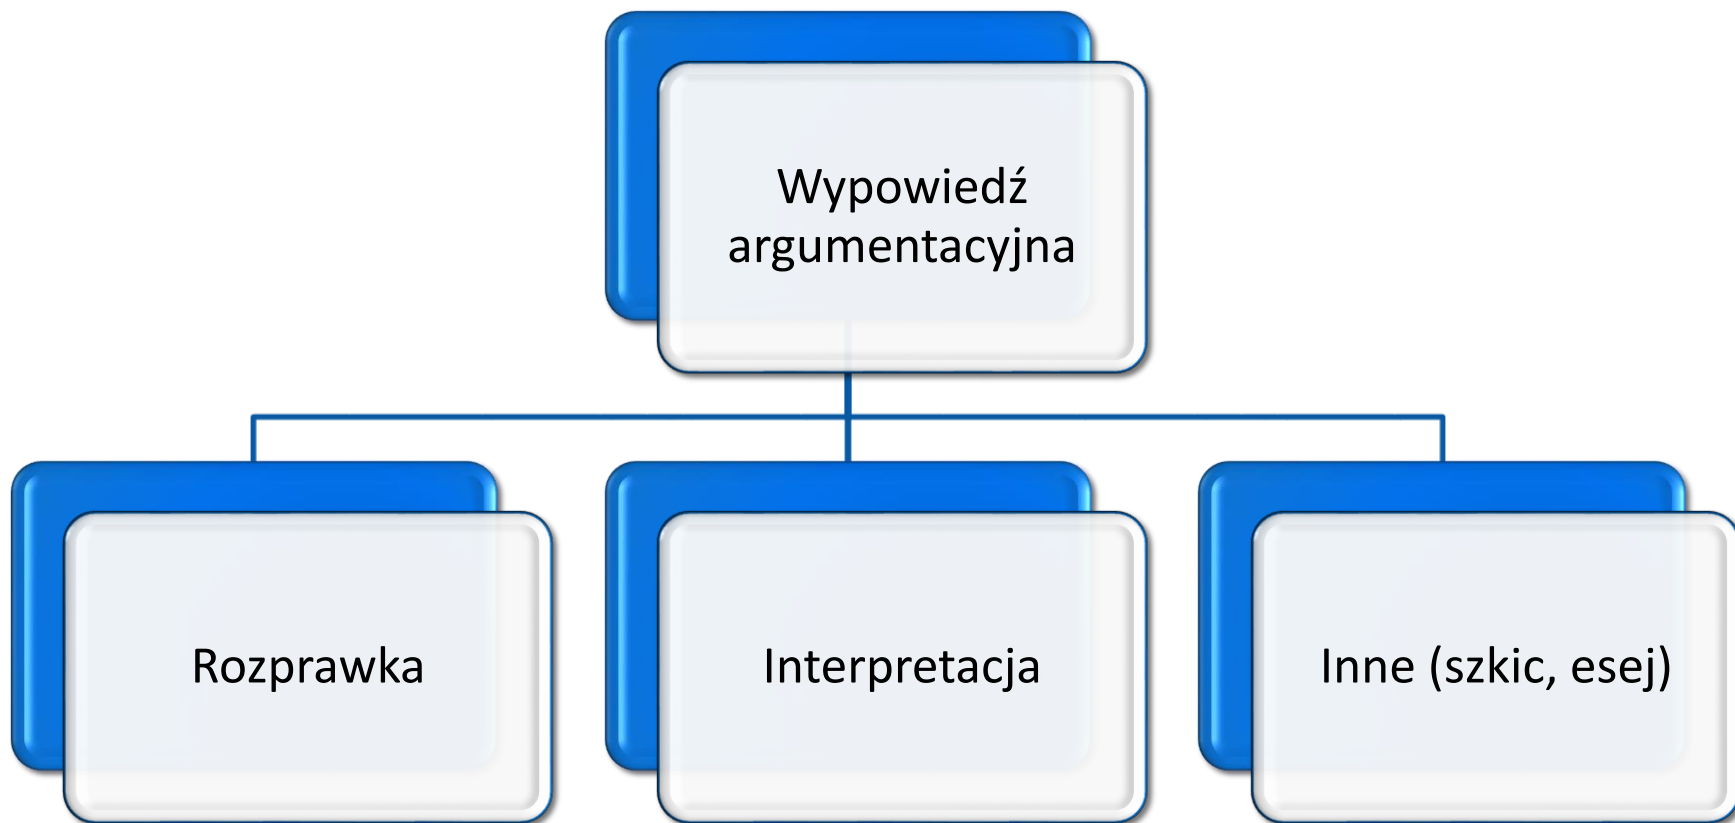 Wypowiedź
argumentacyjna
Rozprawka
Interpretacja
Inne (szkic, esej)